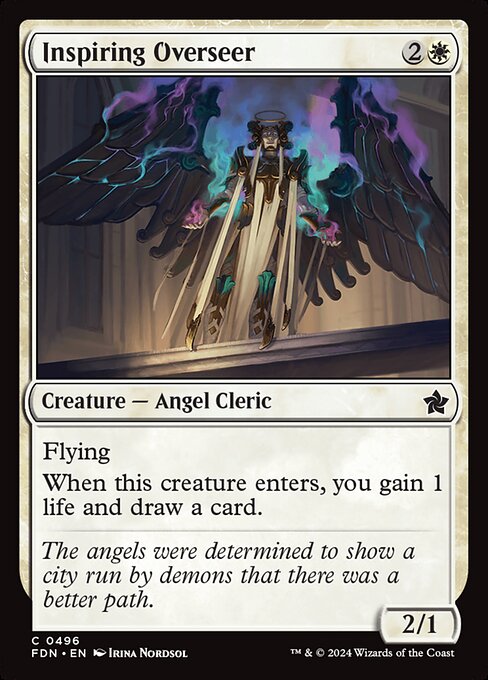 Inspiring Overseer 2
Creature — Angel Cleric
Flying
When this creature enters, you gain 1
life and draw a card.
The angels were determined to show a
city run by demons that there was a
better path.
2/1
C 0496
FDN • EN Irina Nordsol
™ & © 2024 Wizards of the Coast